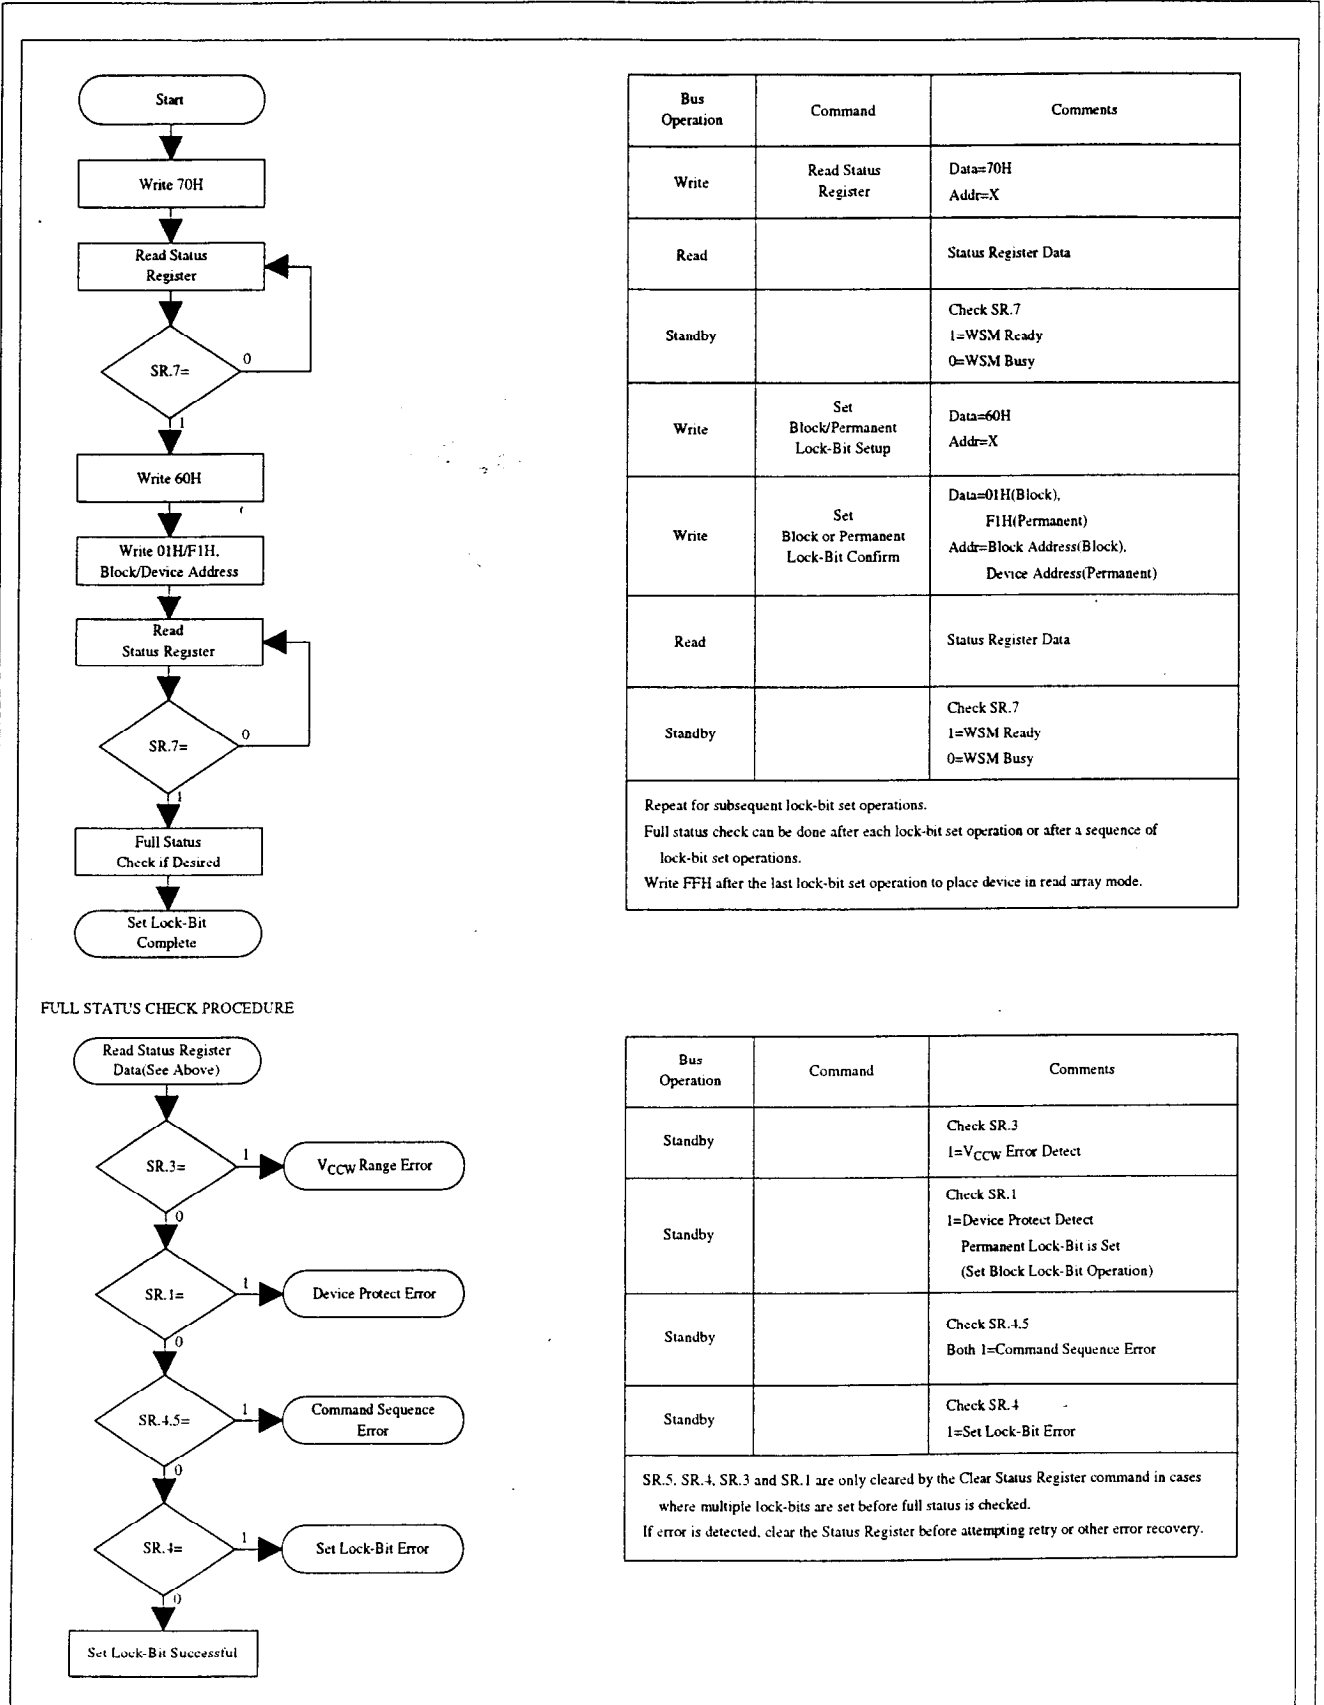 Start
Write 70H
Read Status
Register
SR.7=
0
1
Write 60H
Write 01H/F1H,
Block/Device Address
Read
Status Register
SR.7=
0
1
Full Status
Check if Desired
Set Lock-Bit
Complete
Bus
Operation
Command
Comments
Write
Read Status
Register
Data=70H
Addr=X
Read
Status Register Data
Standby
Check SR.7
1=WSM Ready
0=WSM Busy
Write
Set
Block/Permanent
Lock-Bit Setup
Data=60H
Addr=X
Write
Set
Block or Permanent
Lock-Bit Confirm
Data=01H(Block),
F1H(Permanent)
Addr=Block Address(Block),
Device Address(Permanent)
Read
Status Register Data
Standby
Check SR.7
1=WSM Ready
0=WSM Busy
Repeat for subsequent lock-bit set operations.
Full status check can be done after each lock-bit set operation or after a sequence of
lock-bit set operations.
Write FFH after the last lock-bit set operation to place device in read array mode.
FULL STATUS CHECK PROCEDURE
Read Status Register
Data(See Above)
SR.3=
1
VCCW Range Error
0
SR.1=
1
Device Protect Error
0
SR.4.5=
1
Command Sequence
Error
0
SR.4=
1
Set Lock-Bit Error
0
Set Lock-Bit Successful
Bus
Operation
Command
Comments
Standby
Check SR.3
1=VCCW Error Detect
Standby
Check SR.1
1=Device Protect Detect
Permanent Lock-Bit is Set
(Set Block Lock-Bit Operation)
Standby
Check SR.4.5
Both 1=Command Sequence Error
Standby
Check SR.4
1=Set Lock-Bit Error
SR.5, SR.4, SR.3 and SR.1 are only cleared by the Clear Status Register command in cases
where multiple lock-bits are set before full status is checked.
If error is detected, clear the Status Register before attempting retry or other error recovery.